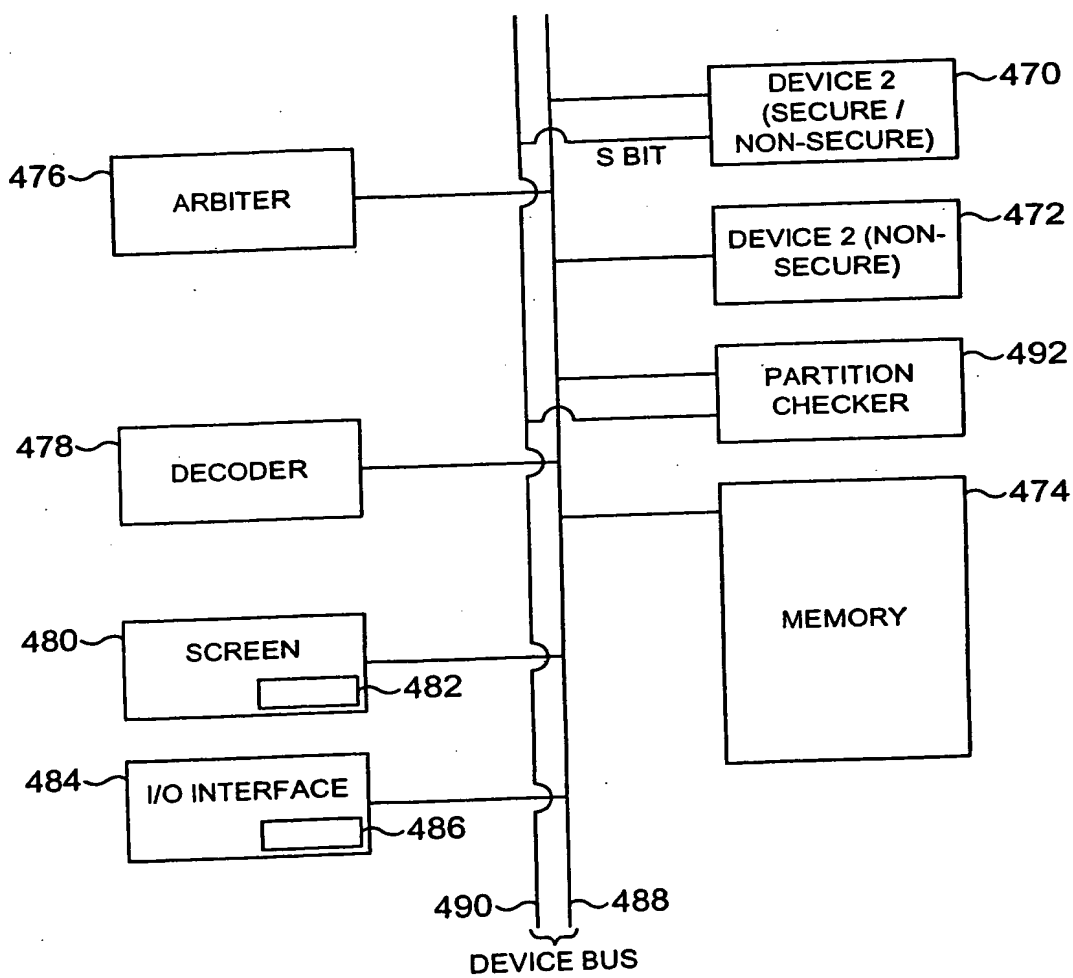 DEVICE 2
(SECURE /
NON-SECURE)
470
S BIT
476
ARBITER
472
DEVICE 2 (NON-
SECURE)
492
PARTITION
CHECKER
478
DECODER
474
MEMORY
480
SCREEN
482
484
I/O INTERFACE
486
490
488
DEVICE BUS